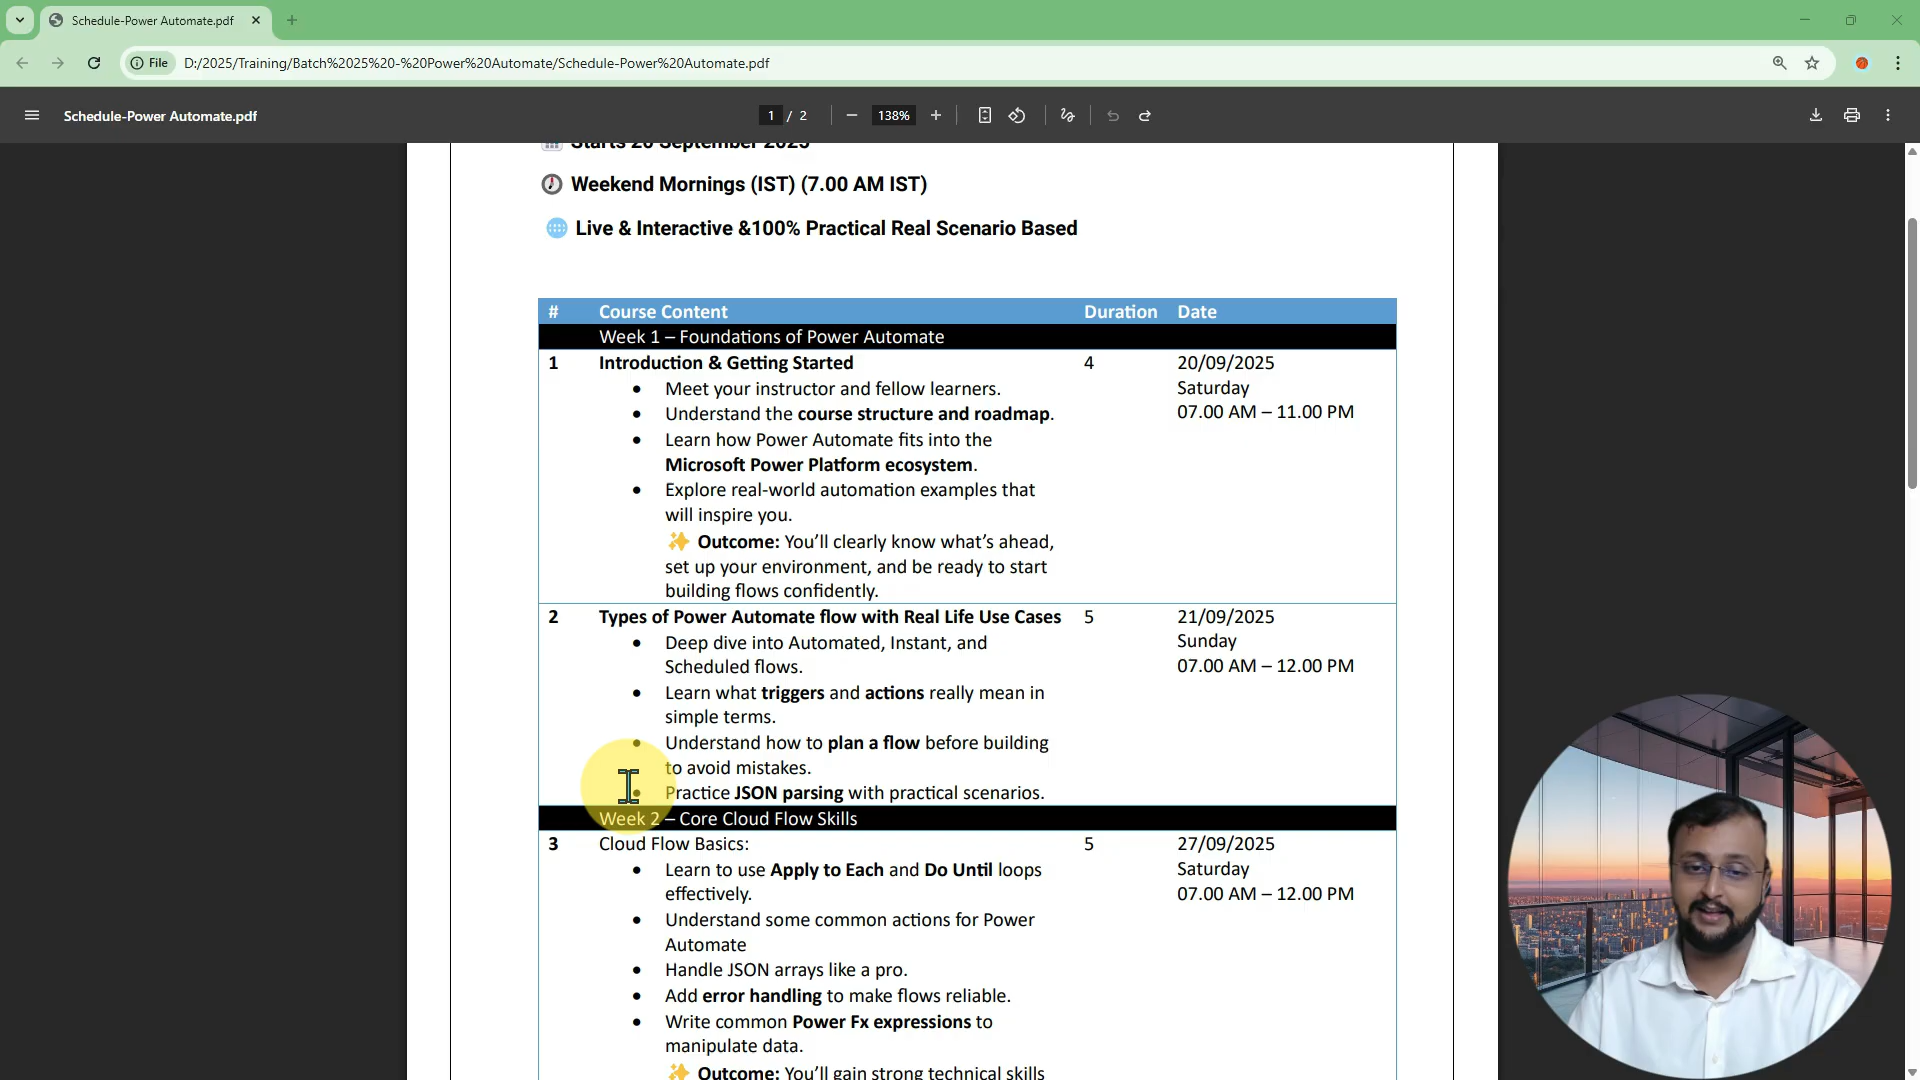 Schedule-Power Automate.pdf
File D:/2025/Training/Batch%2025%20-%20Power%20Automate/Schedule-Power%20Automate.pdf
Schedule-Power Automate.pdf
1 / 2
138%
Starts 20 September 2025
Weekend Mornings (IST) (7.00 AM IST)
Live & Interactive &100% Practical Real Scenario Based
# Course Content Duration Date
Week 1 – Foundations of Power Automate
1 Introduction & Getting Started 4 20/09/2025
• Meet your instructor and fellow learners. Saturday
• Understand the course structure and roadmap. 07.00 AM – 11.00 PM
• Learn how Power Automate fits into the
Microsoft Power Platform ecosystem.
• Explore real-world automation examples that
will inspire you.
✨ Outcome: You’ll clearly know what’s ahead,
set up your environment, and be ready to start
building flows confidently.
2 Types of Power Automate flow with Real Life Use Cases 5 21/09/2025
• Deep dive into Automated, Instant, and Sunday
Scheduled flows. 07.00 AM – 12.00 PM
• Learn what triggers and actions really mean in
simple terms.
• Understand how to plan a flow before building
to avoid mistakes.
• Practice JSON parsing with practical scenarios.
Week 2 – Core Cloud Flow Skills
3 Cloud Flow Basics: 5 27/09/2025
• Learn to use Apply to Each and Do Until loops Saturday
effectively. 07.00 AM – 12.00 PM
• Understand some common actions for Power
Automate
• Handle JSON arrays like a pro.
• Add error handling to make flows reliable.
• Write common Power Fx expressions to
manipulate data.
✨ Outcome: You’ll gain strong technical skills